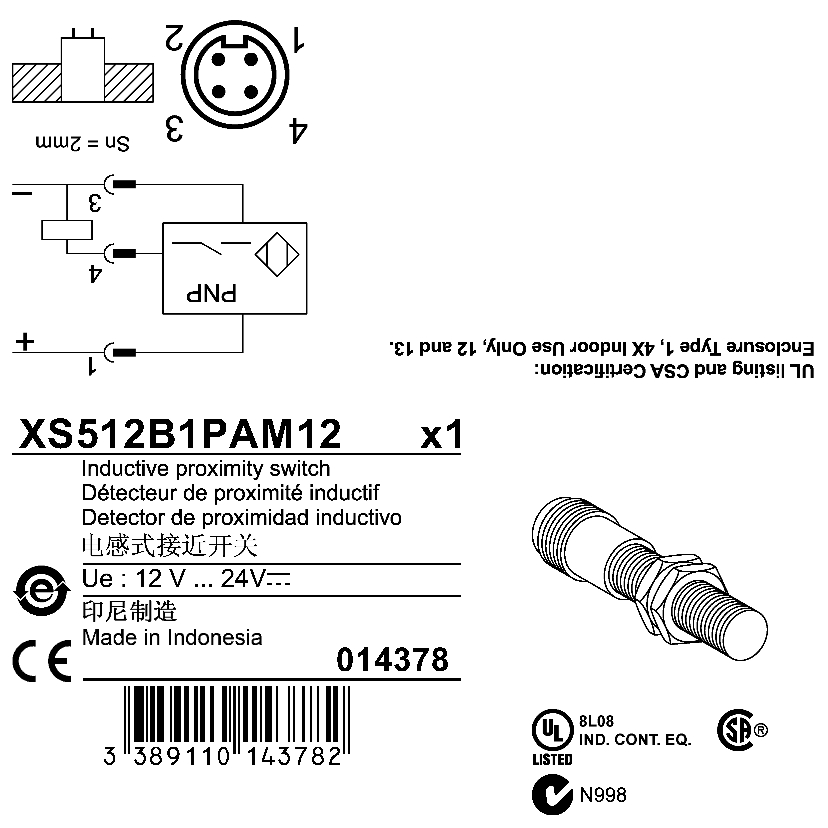 2 1
3 4
Sn = 2mm
−
3
4
PNP
+
1
UL listing and CSA Certification:
Enclosure Type 1, 4X Indoor Use Only, 12 and 13.
XS512B1PAM12 x1
Inductive proximity switch
Détecteur de proximité inductif
Detector de proximidad inductivo
电感式接近开关
Ue : 12 V ... 24V⎓
印尼制造
Made in Indonesia
014378
CE
e
3 389110 143782
UL
LISTED
8L08
IND. CONT. EQ.
SA ®
N998